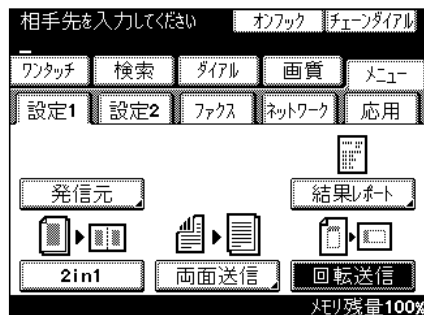 相手先を入力してください オンフック チェーンダイアル
ワンタッチ 検索 ダイアル 画質 メニュー
設定1 設定2 ファクス ネットワーク 応用
発信元 結果レポート
2in1 両面送信 回転送信
メモリ残量100%